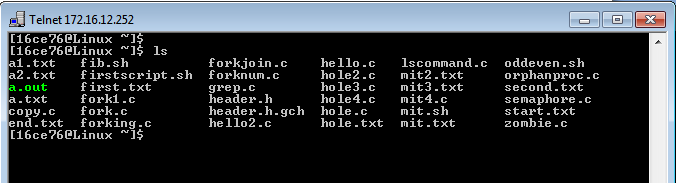 Telnet 172.16.12.252
[16ce76@Linux ~]$
[16ce76@Linux ~]$ ls
a1.txt fib.sh forkjoin.c hello.c lscommand.c oddeven.sh
a2.txt firstscript.sh forknum.c hole2.c mit2.txt orphanproc.c
a.out first.txt grep.c hole3.c mit3.txt second.txt
a.txt fork1.c header.h hole4.c mit4.c semaphore.c
copy.c fork.c header.h.gch hole.c mit.sh start.txt
end.txt forking.c hello2.c hole.txt mit.txt zombie.c
[16ce76@Linux ~]$